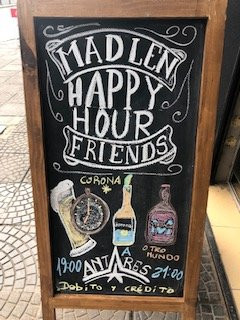 MADLEN
HAPPY
HOUR
FRIENDS
CORONA
OTRO
MUNDO
A
19:00 ANTARES 21:00
Debito y crédito